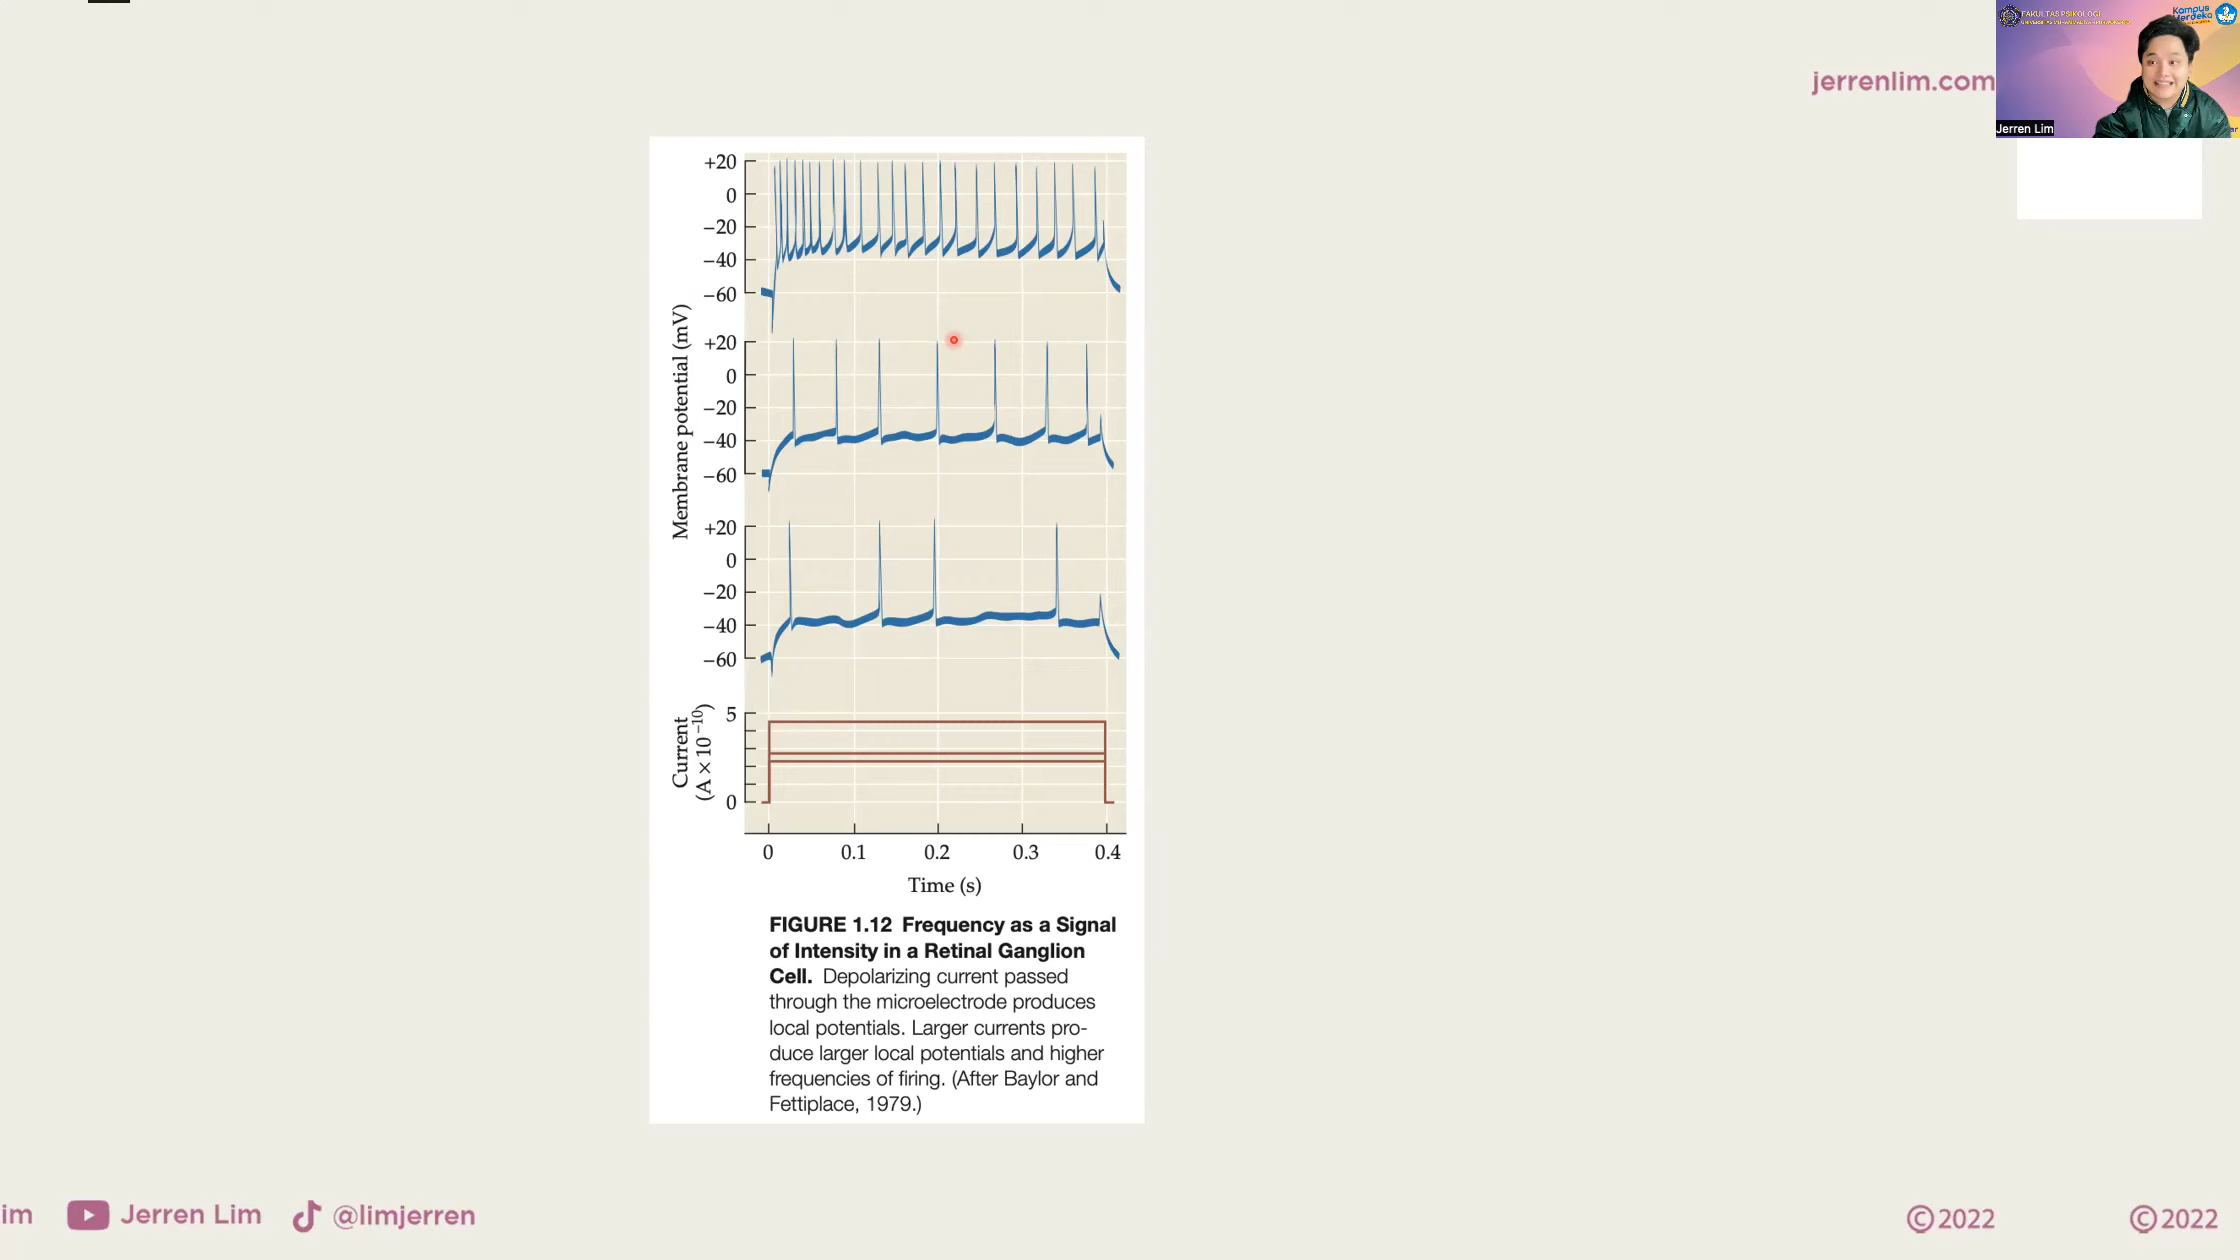 FAKULTAS PSIKOLOGI
Kampus
Merdeka
jerrenlim.com
Jerren Lim
+20
0
−20
−40
−60
+20
0
−20
−40
−60
+20
0
−20
−40
−60
Membrane potential (mV)
5
0
Current
(A × 10⁻¹⁰)
0 0.1 0.2 0.3 0.4
Time (s)
FIGURE 1.12 Frequency as a Signal
of Intensity in a Retinal Ganglion
Cell. Depolarizing current passed
through the microelectrode produces
local potentials. Larger currents pro-
duce larger local potentials and higher
frequencies of firing. (After Baylor and
Fettiplace, 1979.)
im Jerren Lim @limjerren
©2022 ©2022